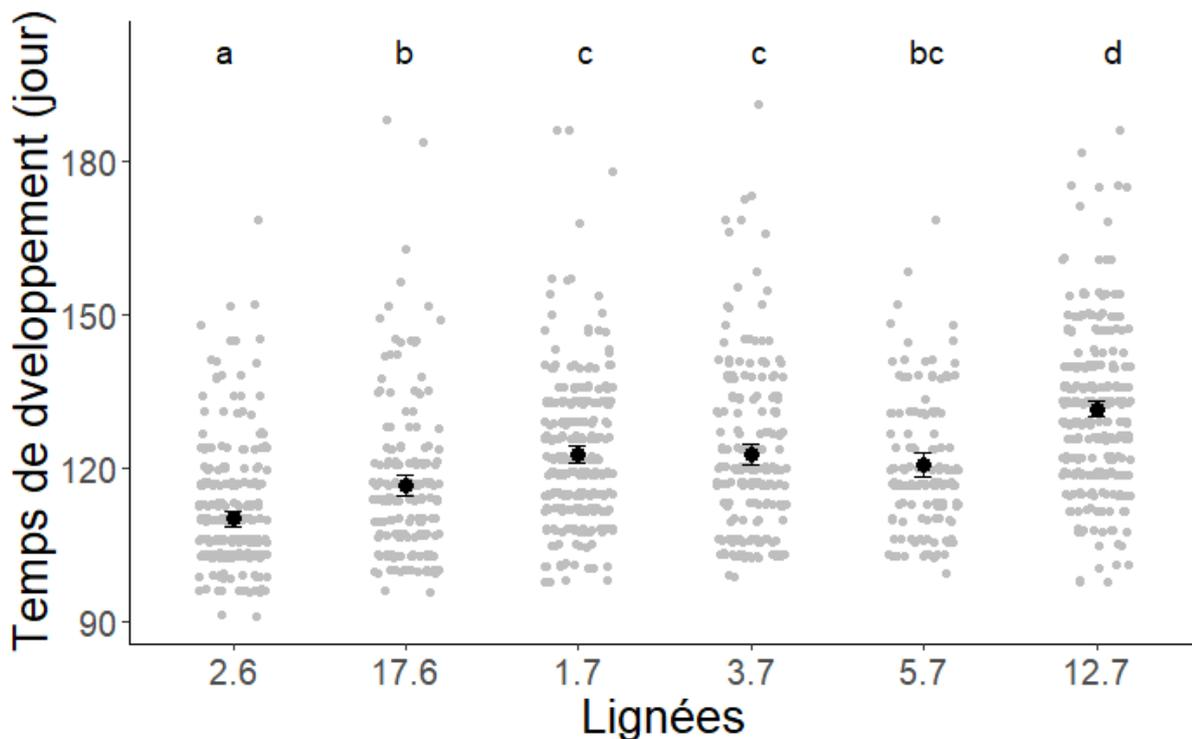 a b c c bc d
Temps de dveloppement (jour)
180
150
120
90
2.6 17.6 1.7 3.7 5.7 12.7
Lignées